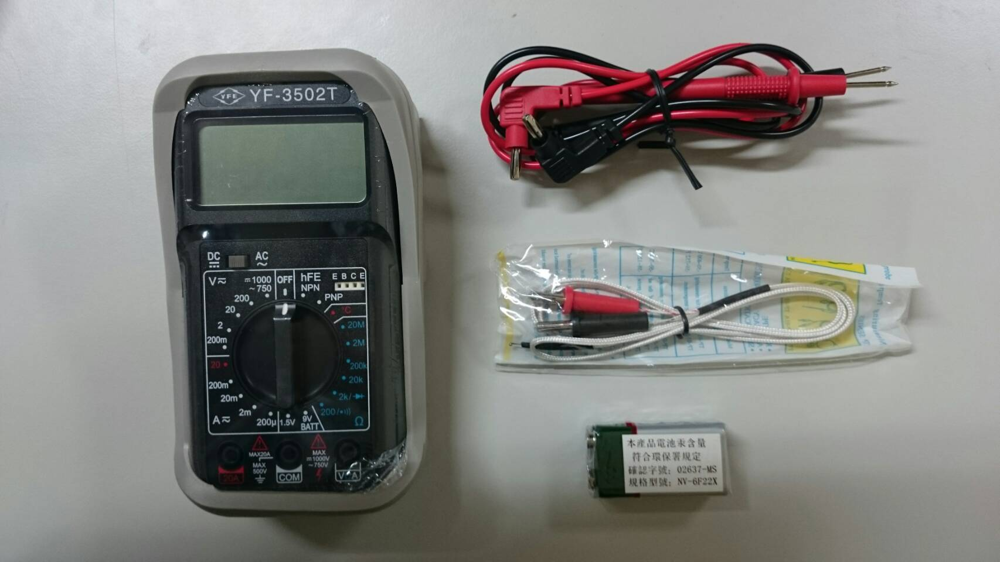 YFE YF-3502T
DC AC
V 1000 OFF hFE E B C E
~750 NPN
200 PNP
20 °C
2 20M
200m 2M
20 200k
200m 20k
20m 2k/
2m 200/
A 200μ 1.5V 9V Ω
BATT
MAX20A MAX
MAX 1000V
500V ~750V
20A COM V A
本產品電池汞含量
符合環保署規定
確認字號: 02637-MS
規格型號: NV-6F22X